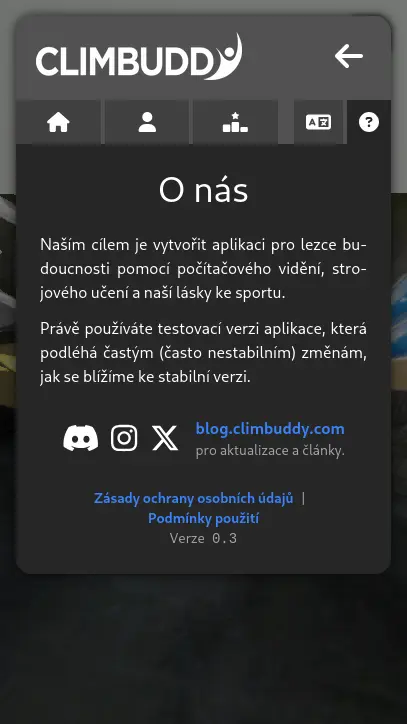 CLIMBUDDY
O nás
Naším cílem je vytvořit aplikaci pro lezce bu-
doucnosti pomocí počítačového vidění, stro-
jového učení a naší lásky ke sportu.
Právě používáte testovací verzi aplikace, která
podléhá častým (často nestabilním) změnám,
jak se blížíme ke stabilní verzi.
blog.climbuddy.com
pro aktualizace a články.
Zásady ochrany osobních údajů |
Podmínky použití
Verze 0.3